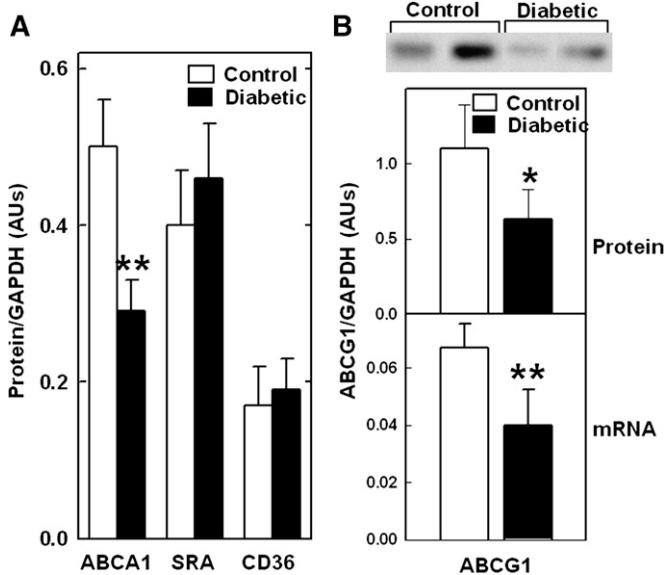 A
Protein/GAPDH (AUs)
0.6
0.4
0.2
0.0
Control
Diabetic
**
ABCA1 SRA CD36
B
Control Diabetic
Control
Diabetic
ABCG1/GAPDH (AUs)
1.0
0.5
0.0
*
Protein
0.06
0.04
0.02
0.00
**
mRNA
ABCG1